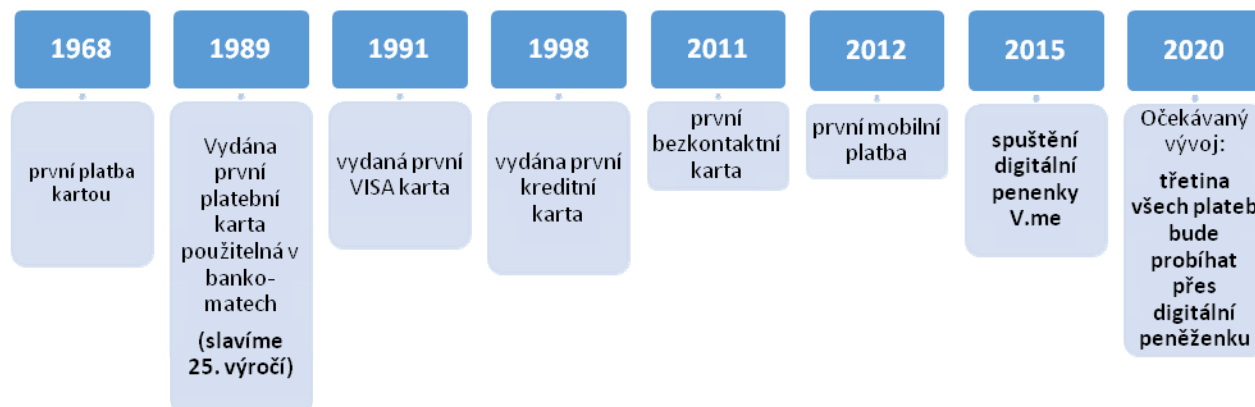 1968
první platba
kartou
1989
Vydána
první
platební
karta
použitelná v
banko-
matech
(slavíme
25. výročí)
1991
vydaná první
VISA karta
1998
vydána první
kreditní
karta
2011
první
bezkontaktní
karta
2012
první mobilní
platba
2015
spuštění
digitální
penenky
V.me
2020
Očekávaný
vývoj:
třetina
všech plateb
bude
probíhat
přes
digitální
peněženku